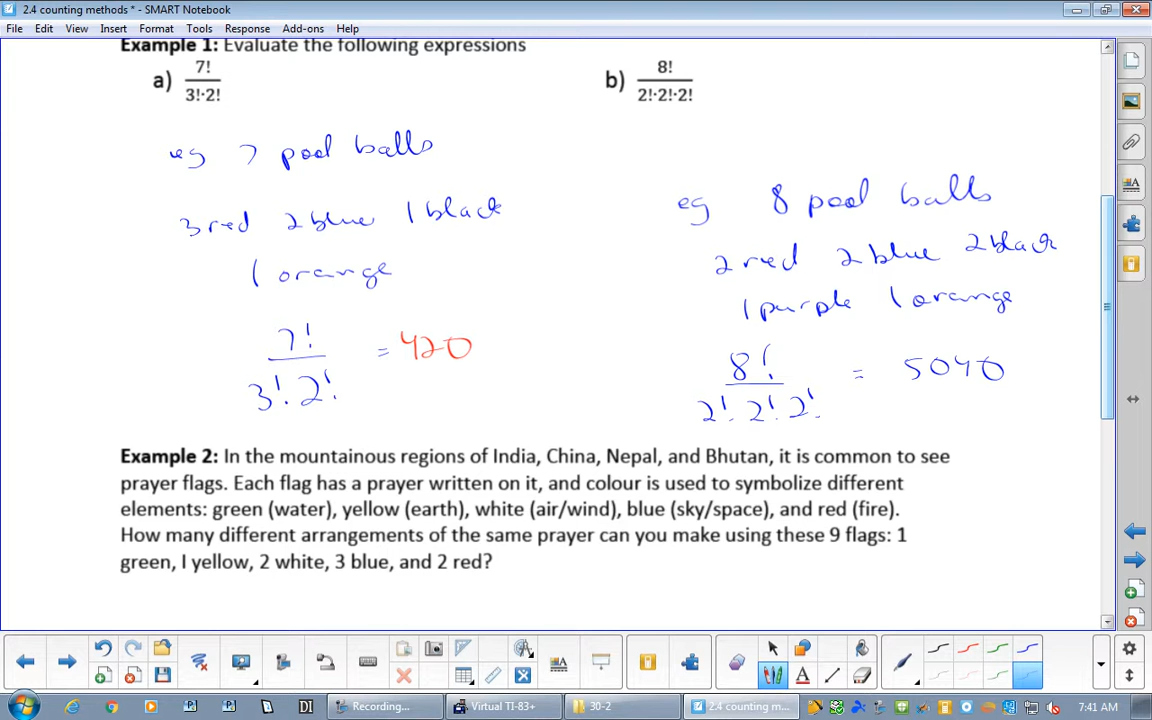 2.4 counting methods * - SMART Notebook
File Edit View Insert Format Tools Response Add-ons Help
Example 1: Evaluate the following expressions
a) 7!
3!·2!
b) 8!
2!·2!·2!
eg 7 pool balls
3 red 2 blue 1 black
1 orange
7!
3!·2!
= 420
eg 8 pool balls
2 red 2 blue 2 black
1 purple 1 orange
8!
2!·2!·2!
= 5040
Example 2: In the mountainous regions of India, China, Nepal, and Bhutan, it is common to see
prayer flags. Each flag has a prayer written on it, and colour is used to symbolize different
elements: green (water), yellow (earth), white (air/wind), blue (sky/space), and red (fire).
How many different arrangements of the same prayer can you make using these 9 flags: 1
green, I yellow, 2 white, 3 blue, and 2 red?
DI
Recording...
Virtual TI-83+
30-2
2.4 counting m...
7:41 AM